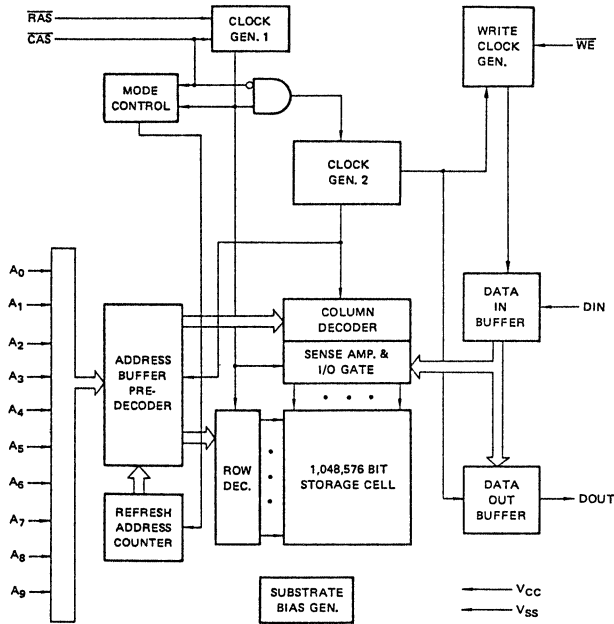 RAS
CAS
CLOCK
GEN. 1
WRITE
CLOCK
GEN.
WE
MODE
CONTROL
CLOCK
GEN. 2
A0
A1
A2
A3
A4
A5
A6
A7
A8
A9
ADDRESS
BUFFER
PRE-
DECODER
COLUMN
DECODER
SENSE AMP. &
I/O GATE
DATA
IN
BUFFER
DIN
ROW
DEC.
1,048,576 BIT
STORAGE CELL
REFRESH
ADDRESS
COUNTER
DATA
OUT
BUFFER
DOUT
SUBSTRATE
BIAS GEN.
VCC
VSS